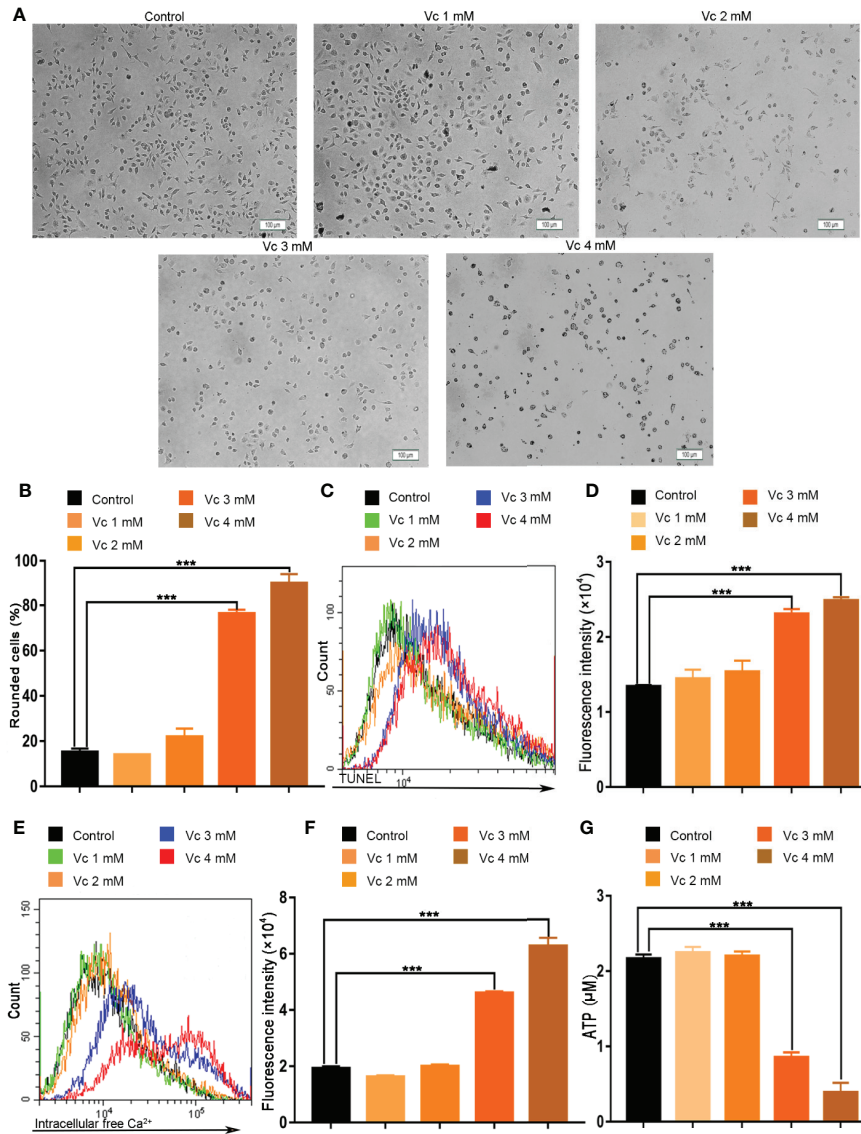 A
Control
Vc 1 mM
Vc 2 mM
100 μm
100 μm
100 μm
Vc 3 mM
Vc 4 mM
100 μm
100 μm
B
Control
Vc 3 mM
Vc 1 mM
Vc 4 mM
Vc 2 mM
Rounded cells (%)
100
80
60
40
20
0
***
***
C
Control
Vc 3 mM
Vc 1 mM
Vc 4 mM
Vc 2 mM
Count
100
50
0
TUNEL
10⁴
D
Control
Vc 3 mM
Vc 1 mM
Vc 4 mM
Vc 2 mM
Fluorescence intensity (×10⁴)
3
2
1
0
***
***
E
Control
Vc 3 mM
Vc 1 mM
Vc 4 mM
Vc 2 mM
Count
150
100
50
0
10⁴
10⁵
Intracellular free Ca²⁺
F
Control
Vc 3 mM
Vc 1 mM
Vc 4 mM
Vc 2 mM
Fluorescence intensity (×10⁴)
8
6
4
2
0
***
***
G
Control
Vc 3 mM
Vc 1 mM
Vc 4 mM
Vc 2 mM
ATP (μM)
3
2
1
0
***
***